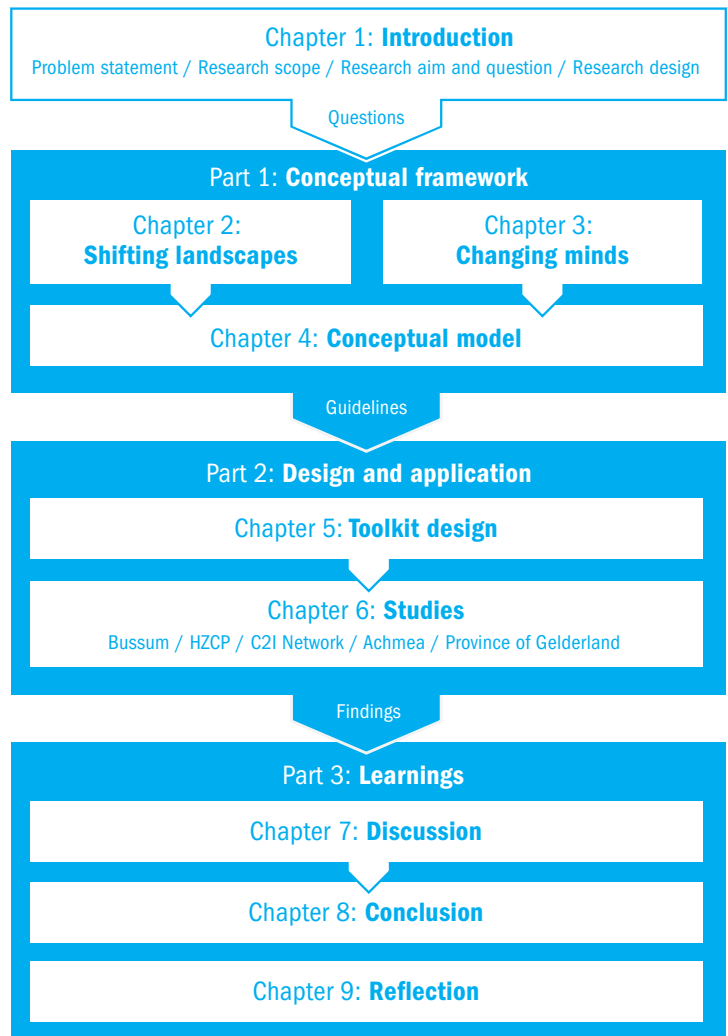 Chapter 1: Introduction
Problem statement / Research scope / Research aim and question / Research design
Questions
Part 1: Conceptual framework
Chapter 2:
Shifting landscapes
Chapter 3:
Changing minds
Chapter 4: Conceptual model
Guidelines
Part 2: Design and application
Chapter 5: Toolkit design
Chapter 6: Studies
Bussum / HZCP / C2I Network / Achmea / Province of Gelderland
Findings
Part 3: Learnings
Chapter 7: Discussion
Chapter 8: Conclusion
Chapter 9: Reflection